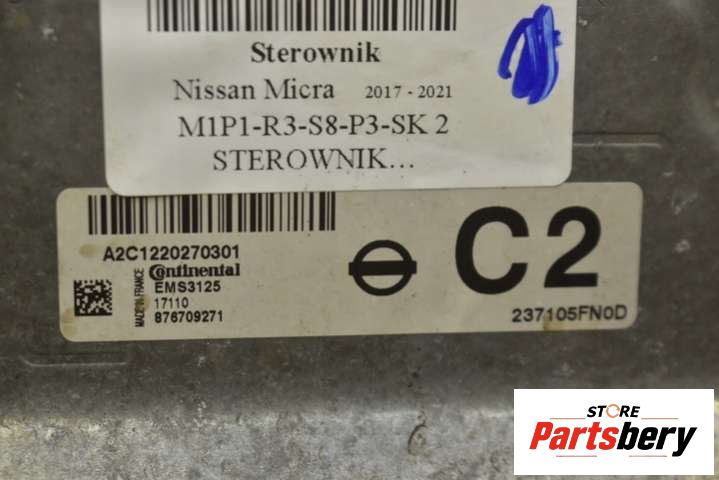 Sterownik
Nissan Micra 2017 - 2021
M1P1-R3-S8-P3-SK 2
STEROWNIK...
A2C1220270301
Continental
EMS3125
17110
876709271
MADE IN FRANCE
C2
237105FN0D
STORE
Partsbery